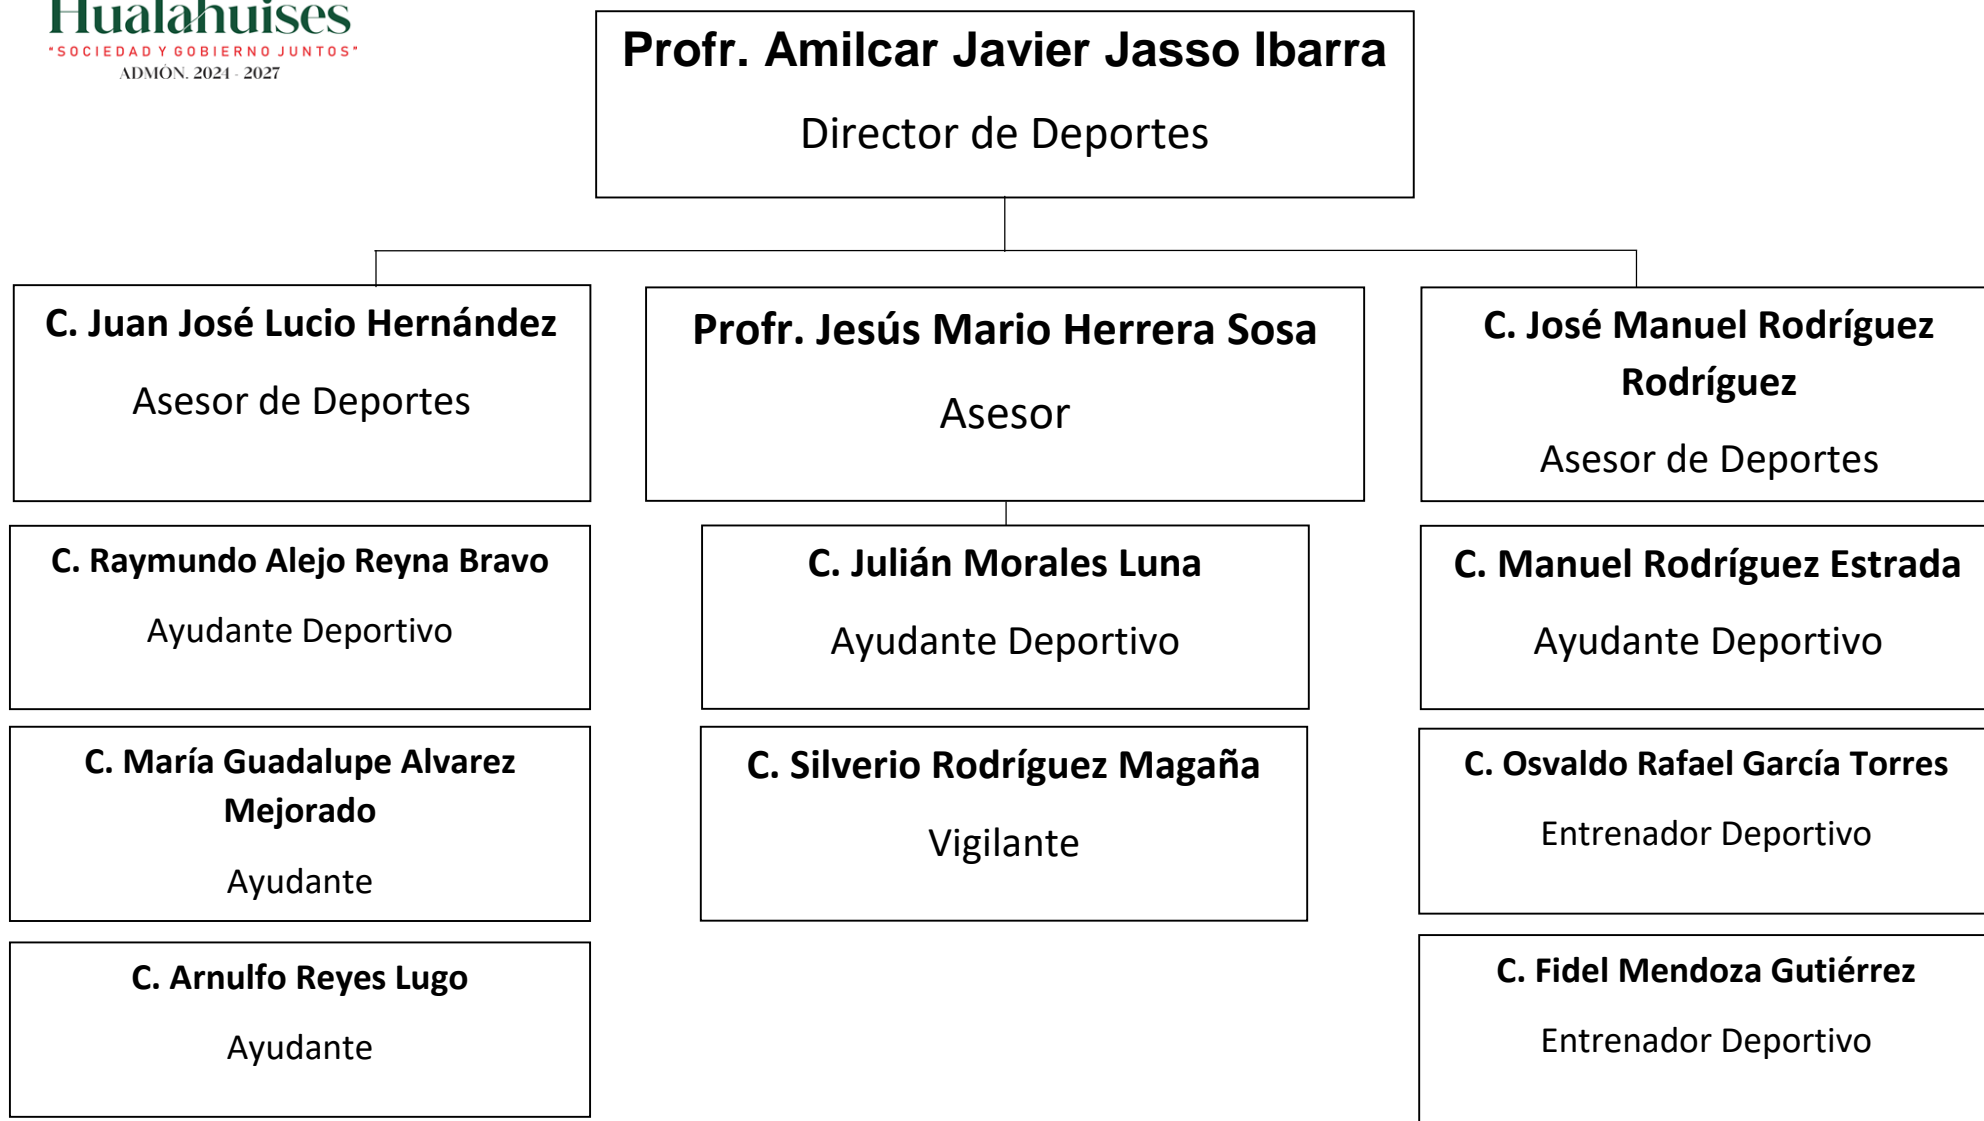 Hualahuises
"SOCIEDAD Y GOBIERNO JUNTOS"
ADMÓN. 2024 - 2027
Profr. Amilcar Javier Jasso Ibarra
Director de Deportes
C. Juan José Lucio Hernández
Asesor de Deportes
Profr. Jesús Mario Herrera Sosa
Asesor
C. José Manuel Rodríguez
Rodríguez
Asesor de Deportes
C. Raymundo Alejo Reyna Bravo
Ayudante Deportivo
C. Julián Morales Luna
Ayudante Deportivo
C. Manuel Rodríguez Estrada
Ayudante Deportivo
C. María Guadalupe Alvarez
Mejorado
Ayudante
C. Silverio Rodríguez Magaña
Vigilante
C. Osvaldo Rafael García Torres
Entrenador Deportivo
C. Arnulfo Reyes Lugo
Ayudante
C. Fidel Mendoza Gutiérrez
Entrenador Deportivo